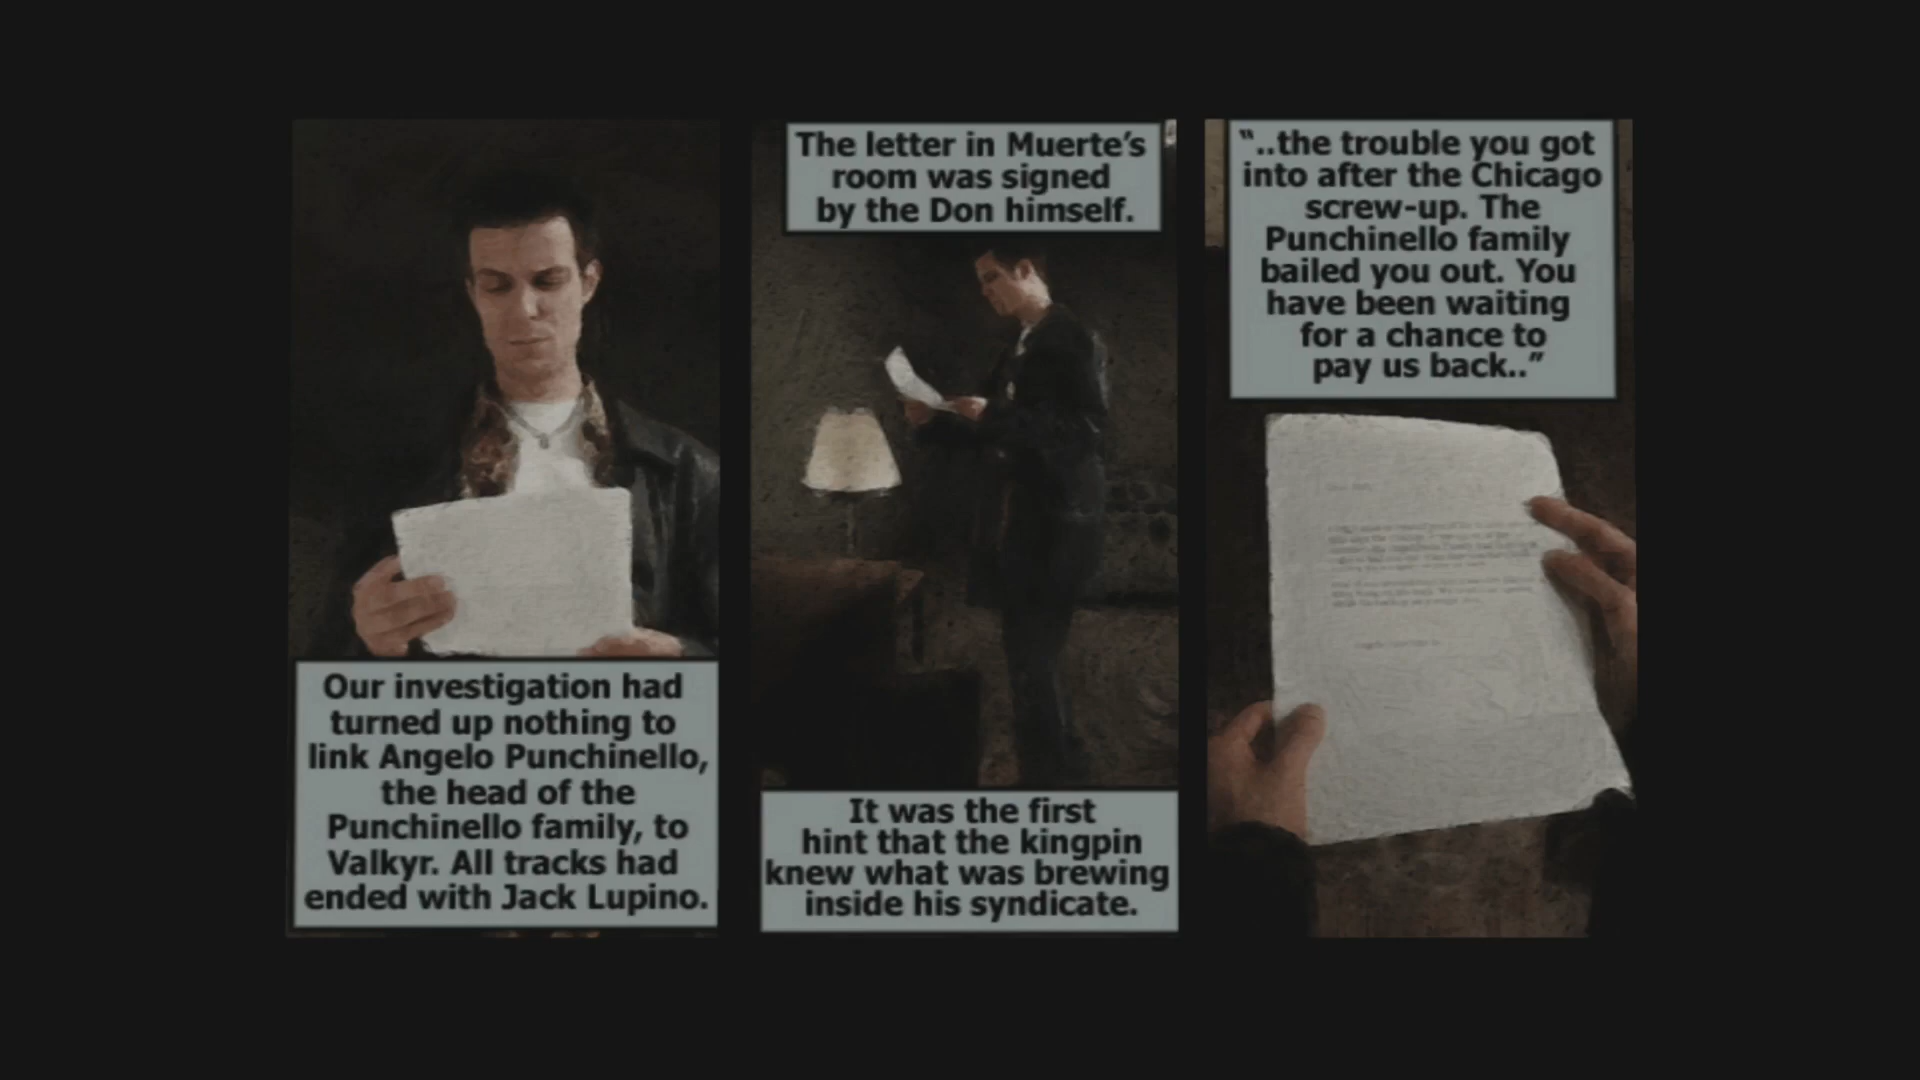 Our investigation had
turned up nothing to
link Angelo Punchinello,
the head of the
Punchinello family, to
Valkyr. All tracks had
ended with Jack Lupino.
The letter in Muerte's
room was signed
by the Don himself.
It was the first
hint that the kingpin
knew what was brewing
inside his syndicate.
“..the trouble you got
into after the Chicago
screw-up. The
Punchinello family
bailed you out. You
have been waiting
for a chance to
pay us back..”